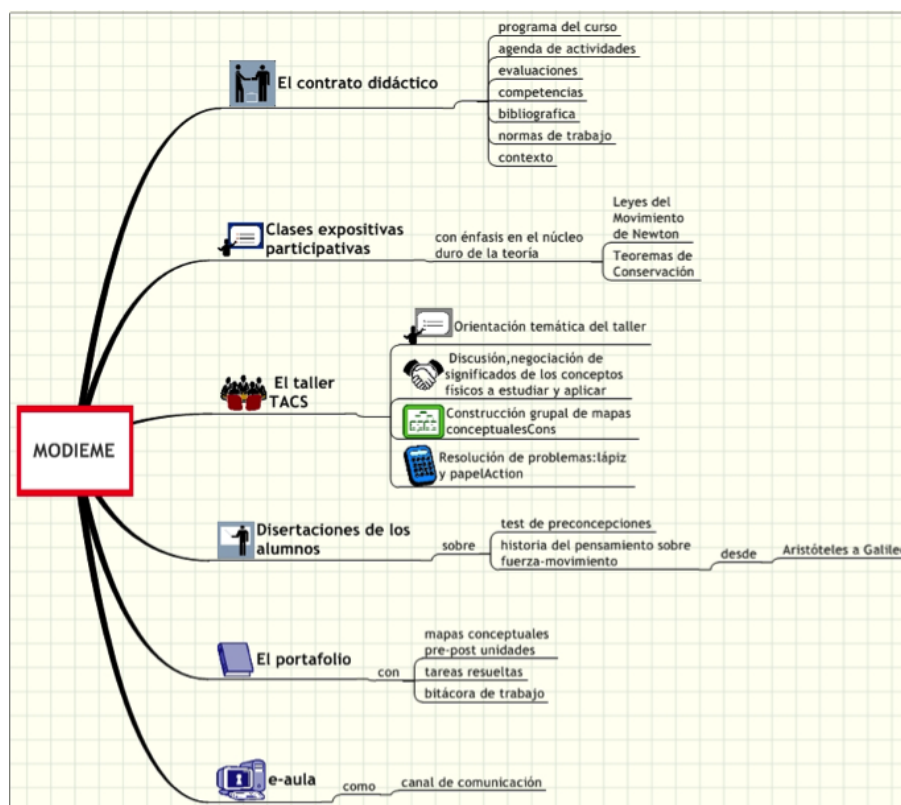 programa del curso
agenda de actividades
El contrato didáctico
evaluaciones
competencias
bibliografica
normas de trabajo
contexto
Clases expositivas
participativas
con énfasis en el núcleo
duro de la teoría
Leyes del
Movimiento
de Newton
Teoremas de
Conservación
El taller
TACS
Orientación temática del taller
Discusión,negociación de
significados de los conceptos
físicos a estudiar y aplicar
Construcción grupal de mapas
conceptualesCons
Resolución de problemas:lápiz
y papelAction
MODIEME
Disertaciones de los
alumnos
sobre
test de preconcepciones
historia del pensamiento sobre
fuerza-movimiento
desde
Aristóteles a Galileo
El portafolio
con
mapas conceptuales
pre-post unidades
tareas resueltas
bitácora de trabajo
e-aula
como
canal de comunicación